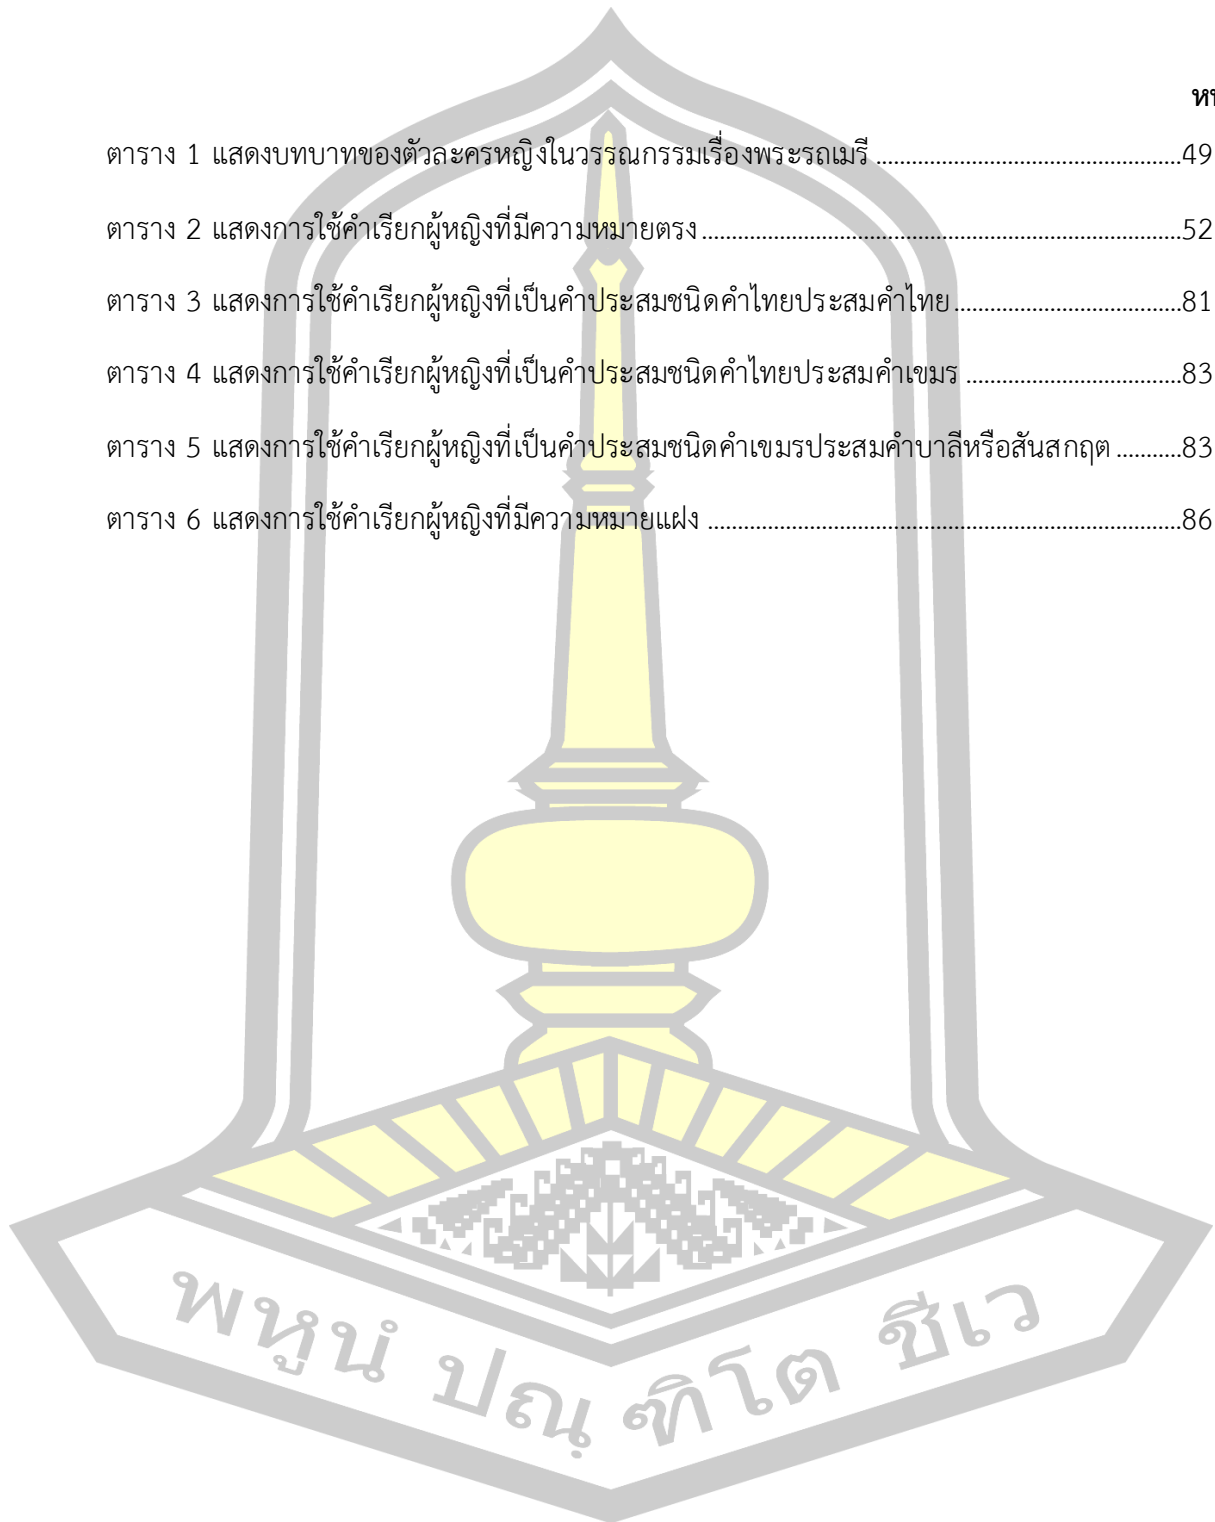 ตาราง 1 แสดงบทบาทของตัวละครหญิงในวรรณกรรมเรื่องพระรถเมรี ..............................................49
ตาราง 2 แสดงการใช้คำเรียกผู้หญิงที่มีความหมายตรง.......................................................................52
ตาราง 3 แสดงการใช้คำเรียกผู้หญิงที่เป็นคำประสมชนิดคำไทยประสมคำไทย..................................81
ตาราง 4 แสดงการใช้คำเรียกผู้หญิงที่เป็นคำประสมชนิดคำไทยประสมคำเขมร ................................83
ตาราง 5 แสดงการใช้คำเรียกผู้หญิงที่เป็นคำประสมชนิดคำเขมรประสมคำบาลีหรือสันสกฤต ...........83
ตาราง 6 แสดงการใช้คำเรียกผู้หญิงที่มีความหมายแฝง ......................................................................86
พหูนํ ปณฺฑิโต ชีเว